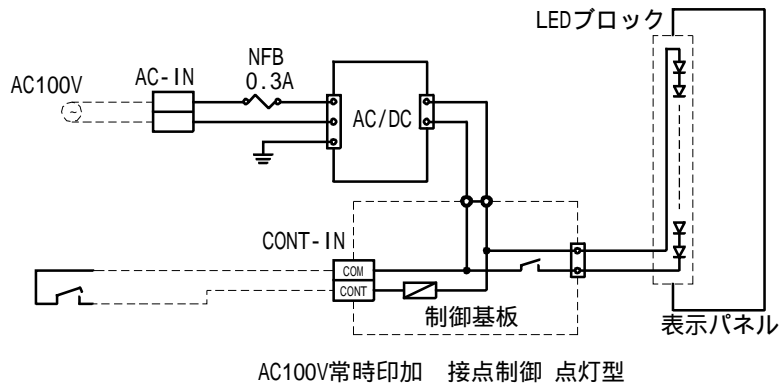 LEDブロック
NFB
0.3A
AC-IN
AC100V
~
AC/DC
CONT-IN
COM
CONT
制御基板
表示パネル
AC100V常時印加　接点制御 点灯型